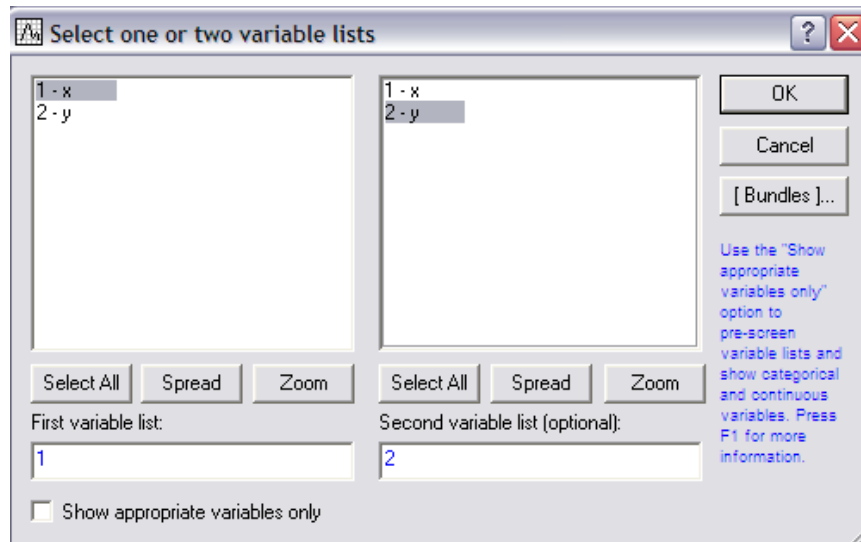 Select one or two variable lists
1 - x
2 - y
1 - x
2 - y
OK
Cancel
[ Bundles ]...
Use the "Show
appropriate
variables only"
option to
pre-screen
variable lists and
show categorical
and continuous
variables. Press
F1 for more
information.
Select All Spread Zoom
Select All Spread Zoom
First variable list:
Second variable list (optional):
1
2
Show appropriate variables only